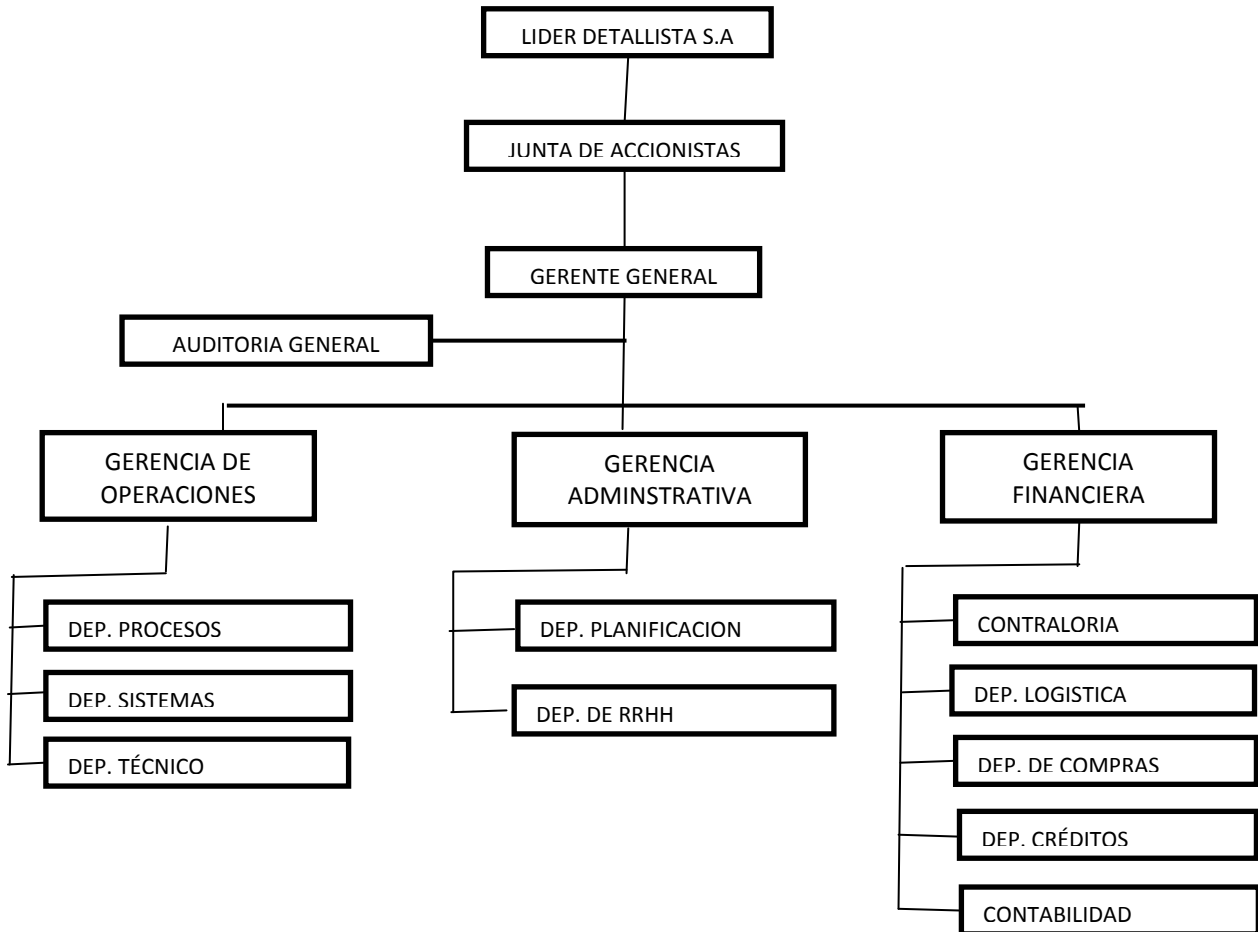 LIDER DETALLISTA S.A
JUNTA DE ACCIONISTAS
GERENTE GENERAL
AUDITORIA GENERAL
GERENCIA DE
OPERACIONES
GERENCIA
ADMINSTRATIVA
GERENCIA
FINANCIERA
DEP. PROCESOS
DEP. SISTEMAS
DEP. TÉCNICO
DEP. PLANIFICACION
DEP. DE RRHH
CONTRALORIA
DEP. LOGISTICA
DEP. DE COMPRAS
DEP. CRÉDITOS
CONTABILIDAD